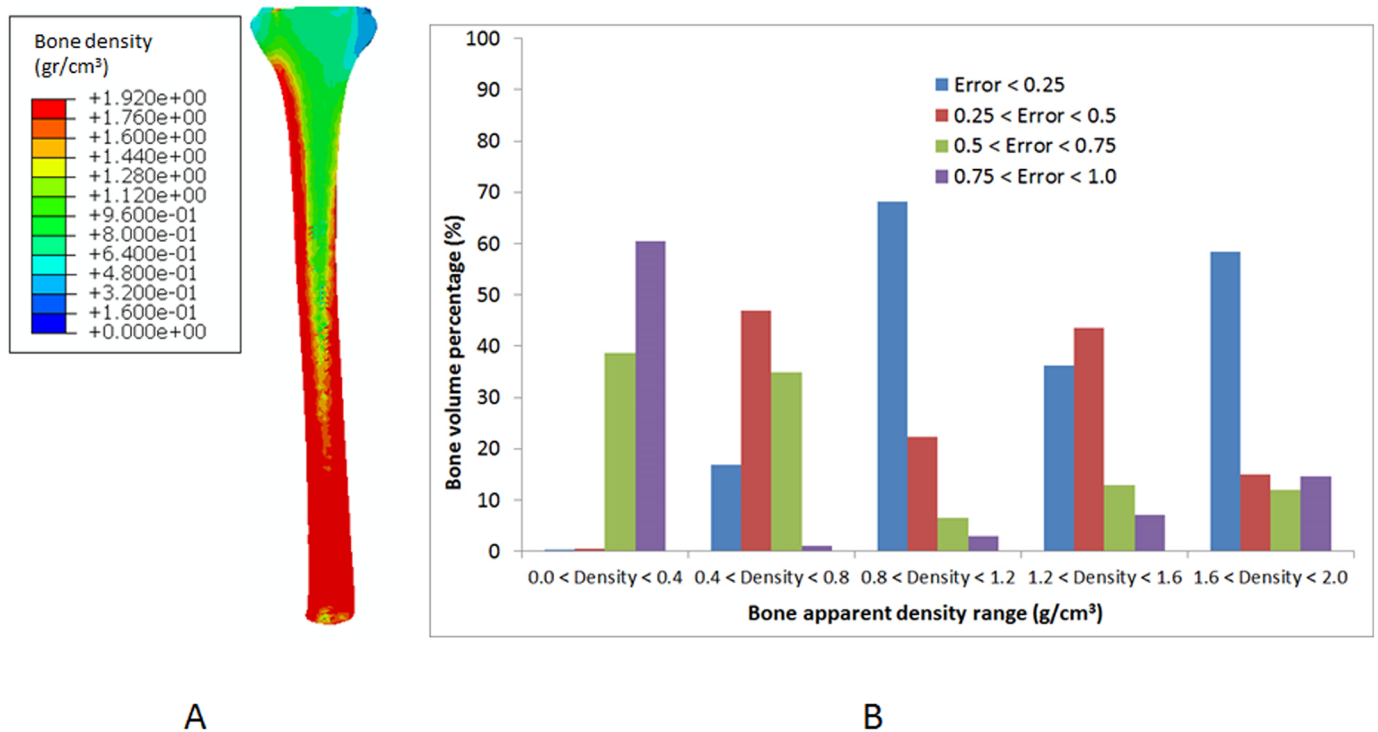 Bone density
(gr/cm³)
+1.920e+00
+1.760e+00
+1.600e+00
+1.440e+00
+1.280e+00
+1.120e+00
+9.600e-01
+8.000e-01
+6.400e-01
+4.800e-01
+3.200e-01
+1.600e-01
+0.000e+00
A
Bone volume percentage (%)
100
90
80
70
60
50
40
30
20
10
0
Error < 0.25
0.25 < Error < 0.5
0.5 < Error < 0.75
0.75 < Error < 1.0
0.0 < Density < 0.4
0.4 < Density < 0.8
0.8 < Density < 1.2
1.2 < Density < 1.6
1.6 < Density < 2.0
Bone apparent density range (g/cm³)
B